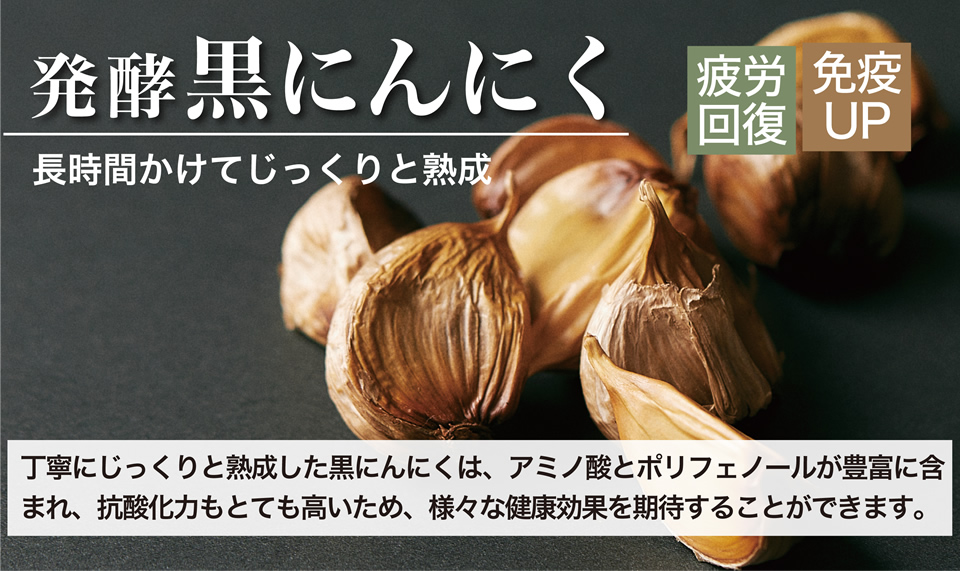 発酵黒にんにく
長時間かけてじっくりと熟成
疲労
回復
免疫
UP
丁寧にじっくりと熟成した黒にんにくは、アミノ酸とポリフェノールが豊富に含
まれ、抗酸化力もとても高いため、様々な健康効果を期待することができます。